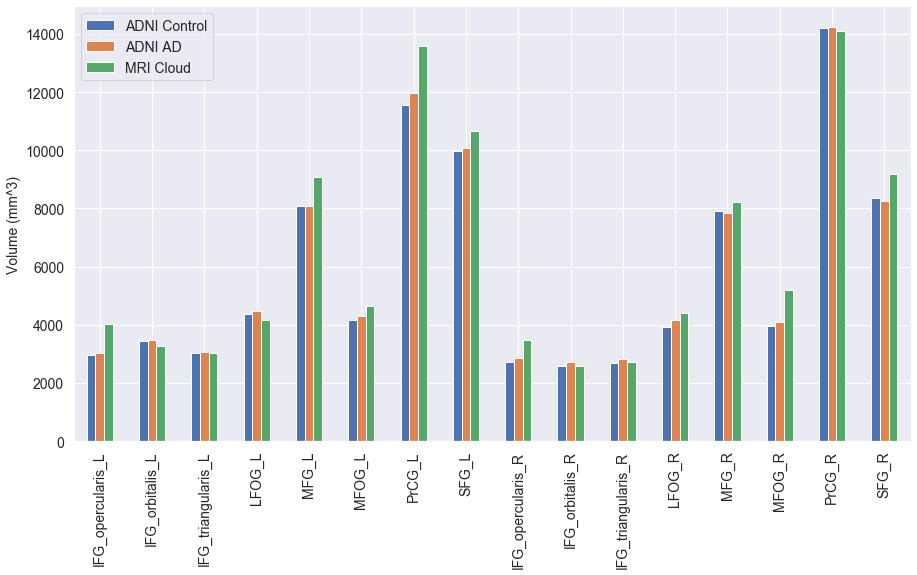 ADNI Control
ADNI AD
MRI Cloud
Volume (mm^3)
14000
12000
10000
8000
6000
4000
2000
0
IFG_opercularis_L
IFG_orbitalis_L
IFG_triangularis_L
LFOG_L
MFG_L
MFOG_L
PrCG_L
SFG_L
IFG_opercularis_R
IFG_orbitalis_R
IFG_triangularis_R
LFOG_R
MFG_R
MFOG_R
PrCG_R
SFG_R